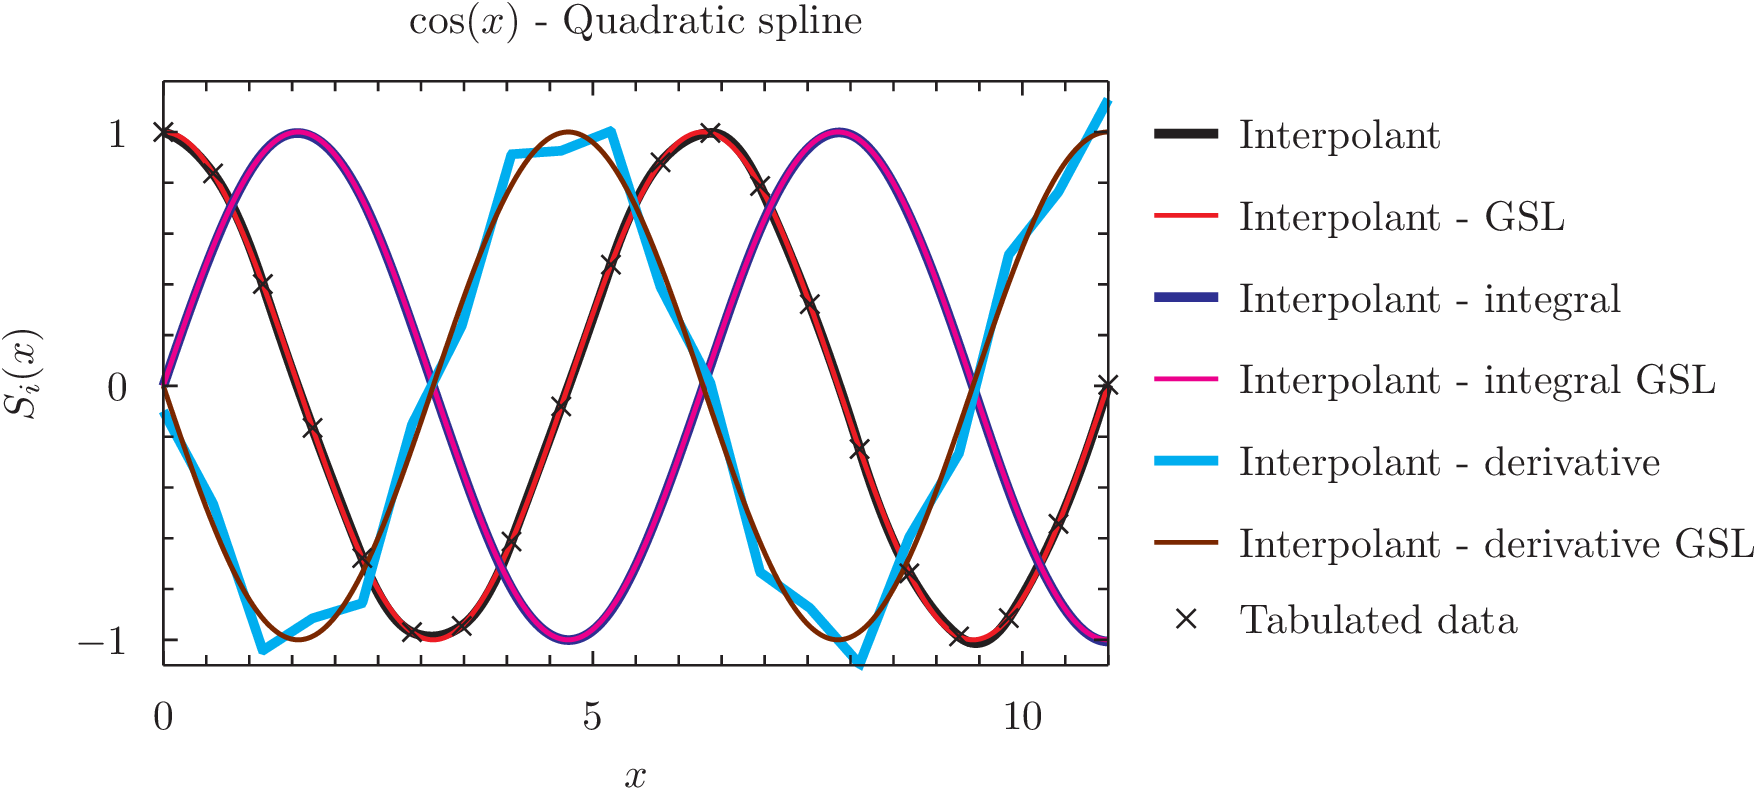 cos(x) - Quadratic spline
1
0
−1
S_i(x)
0 5 10
x
Interpolant
Interpolant - GSL
Interpolant - integral
Interpolant - integral GSL
Interpolant - derivative
Interpolant - derivative GSL
Tabulated data